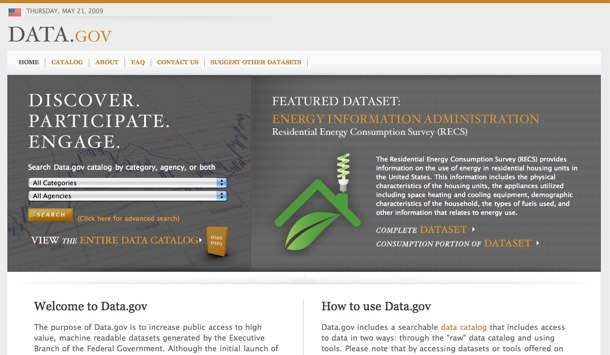 THURSDAY, MAY 21, 2009
DATA.GOV
HOME CATALOG ABOUT FAQ CONTACT US SUGGEST OTHER DATASETS
DISCOVER.
PARTICIPATE.
ENGAGE.
Search Data.gov catalog by category, agency, or both
All Categories
All Agencies
SEARCH (Click here for advanced search)
VIEW THE ENTIRE DATA CATALOG
0101
0101
FEATURED DATASET:
ENERGY INFORMATION ADMINISTRATION
Residential Energy Consumption Survey (RECS)
The Residential Energy Consumption Survey (RECS) provides
information on the use of energy in residential housing units in
the United States. This information includes the physical
characteristics of the housing units, the appliances utilized
including space heating and cooling equipment, demographic
characteristics of the household, the types of fuels used, and
other information that relates to energy use.
COMPLETE DATASET
CONSUMPTION PORTION OF DATASET
Welcome to Data.gov
The purpose of Data.gov is to increase public access to high
value, machine readable datasets generated by the Executive
Branch of the Federal Government. Although the initial launch of
How to use Data.gov
Data.gov includes a searchable data catalog that includes access
to data in two ways: through the "raw" data catalog and using
tools. Please note that by accessing datasets or tools offered on